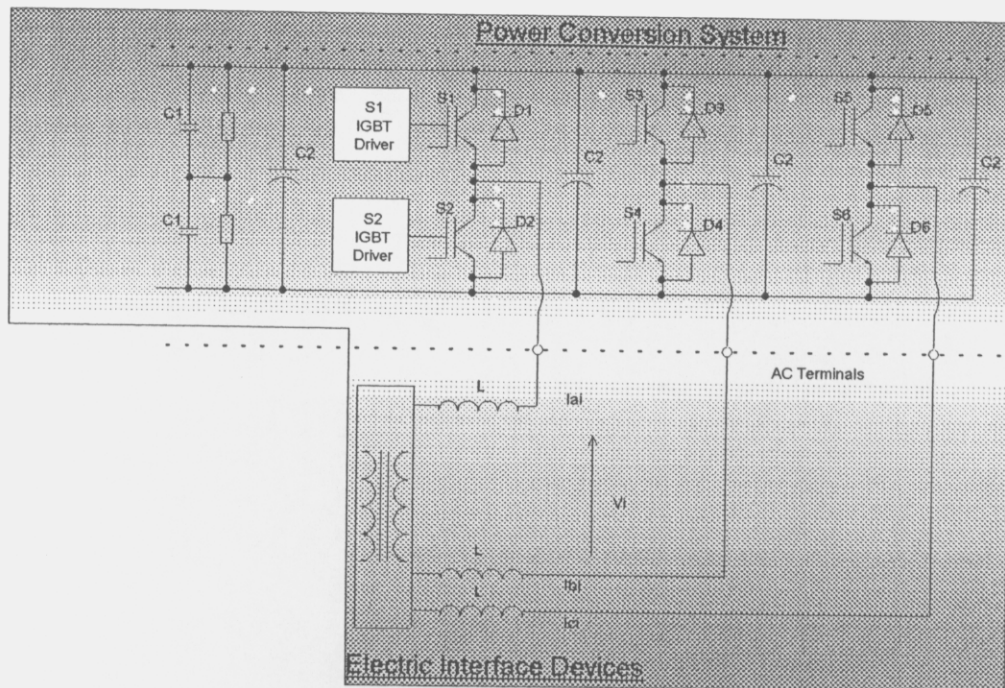 Power Conversion System
C1
C1
C2
S1
IGBT
Driver
S2
IGBT
Driver
S1
D1
S2
D2
C2
S3
D3
S4
D4
C2
S5
D5
S6
D6
C2
AC Terminals
L
Iai
Vi
L
Ibi
L
Ici
Electric Interface Devices